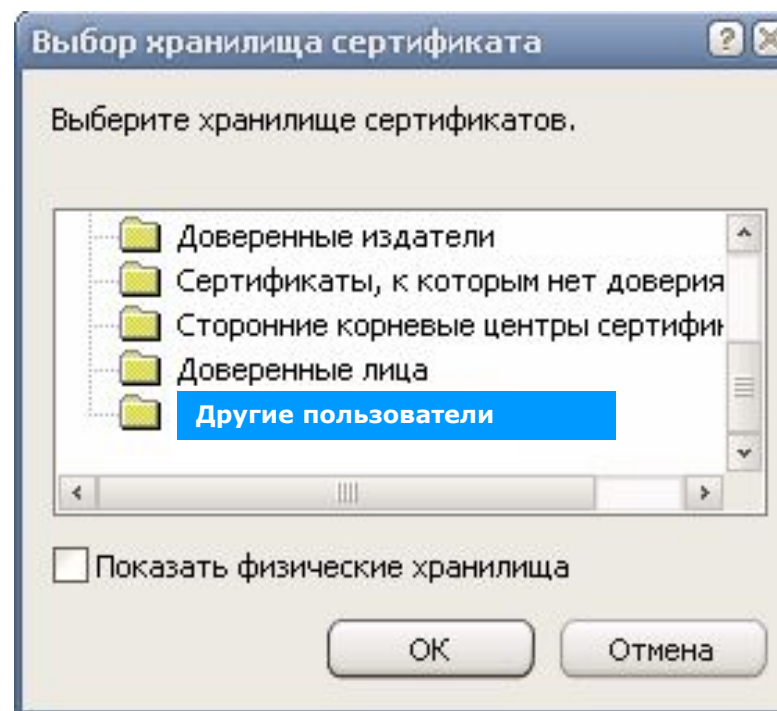 Выбор хранилища сертификата
Выберите хранилище сертификатов.
Доверенные издатели
Сертификаты, к которым нет доверия
Сторонние корневые центры сертифи
Доверенные лица
Другие пользователи
Показать физические хранилища
ОК
Отмена